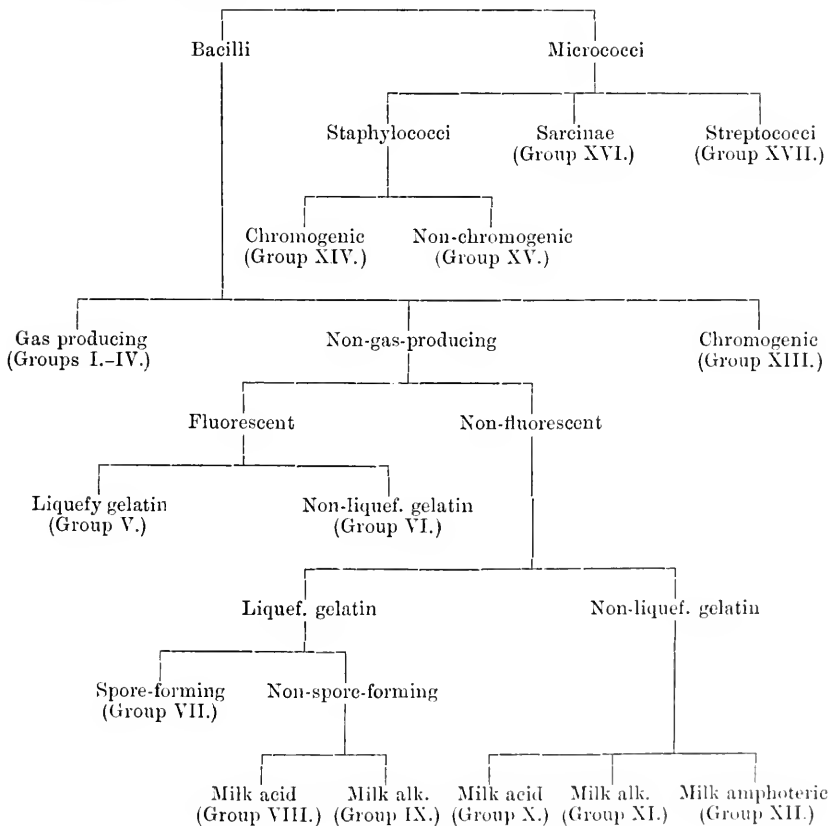 Bacilli Micrococci
Staphylococci Sarcinae Streptococci
(Group XVI.) (Group XVII.)
Chromogenic Non-chromogenic
(Group XIV.) (Group XV.)
Gas producing Non-gas-producing Chromogenic
(Groups I.-IV.) (Group XIII.)
Fluorescent Non-fluorescent
Liquefy gelatin Non-liquef. gelatin
(Group V.) (Group VI.)
Liquef. gelatin Non-liquef. gelatin
Spore-forming Non-spore-forming
(Group VII.)
Milk acid Milk alk. Milk acid Milk alk. Milk amphoteric
(Group VIII.) (Group IX.) (Group X.) (Group XI.) (Group XII.)